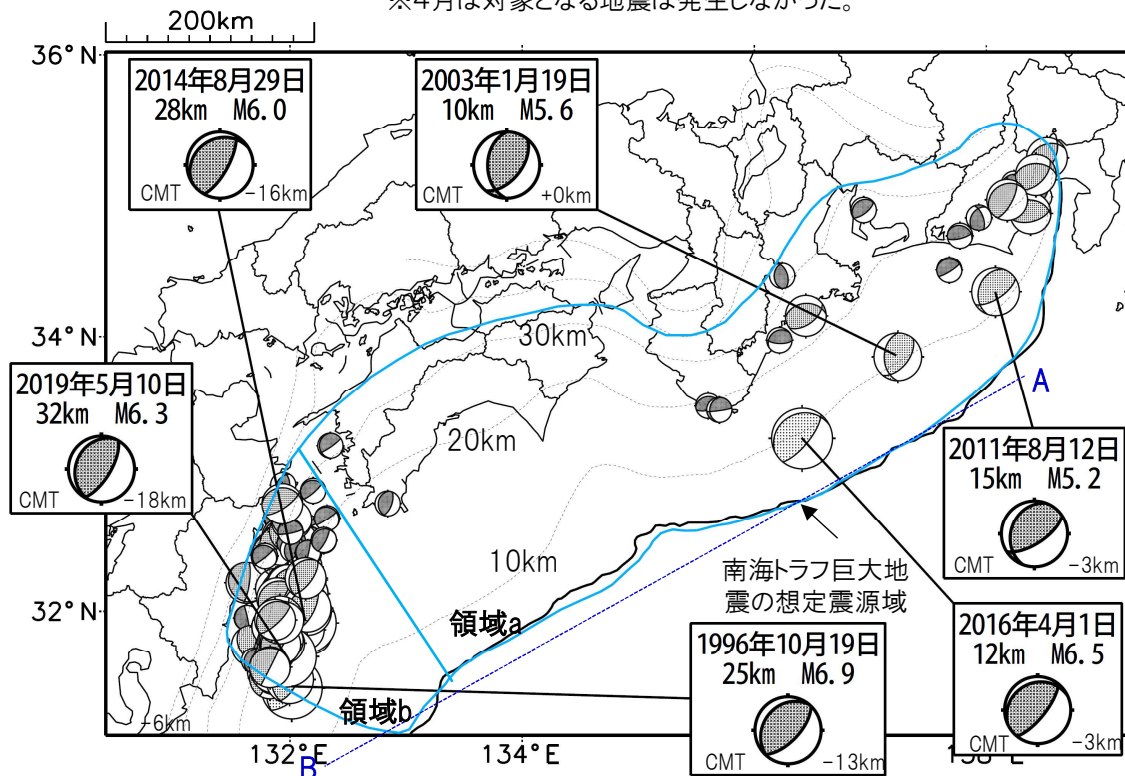 ※4月は対象となる地震は発生しなかった。
200km
36°N
2014年8月29日
28km M6.0
CMT -16km
2003年1月19日
10km M5.6
CMT +0km
34°N
30km
20km
10km
2019年5月10日
32km M6.3
CMT -18km
A
2011年8月12日
15km M5.2
CMT -3km
南海トラフ巨大地
震の想定震源域
32°N
領域a
領域b
1996年10月19日
25km M6.9
CMT -13km
2016年4月1日
12km M6.5
CMT -3km
-6km
B
132°E
134°E
138°E